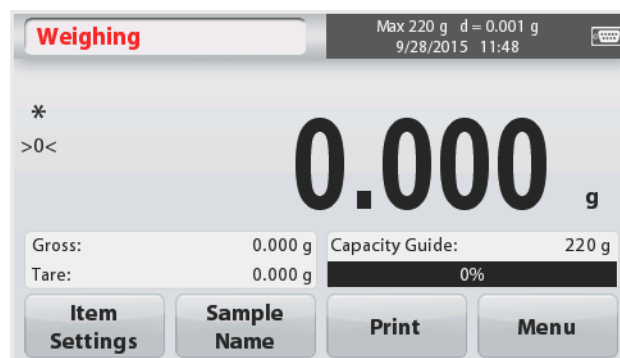 Weighing
Max 220 g d = 0.001 g
9/28/2015 11:48
*
>0<
0.000 g
Gross: 0.000 g
Tare: 0.000 g
Capacity Guide: 220 g
0%
Item
Settings
Sample
Name
Print
Menu